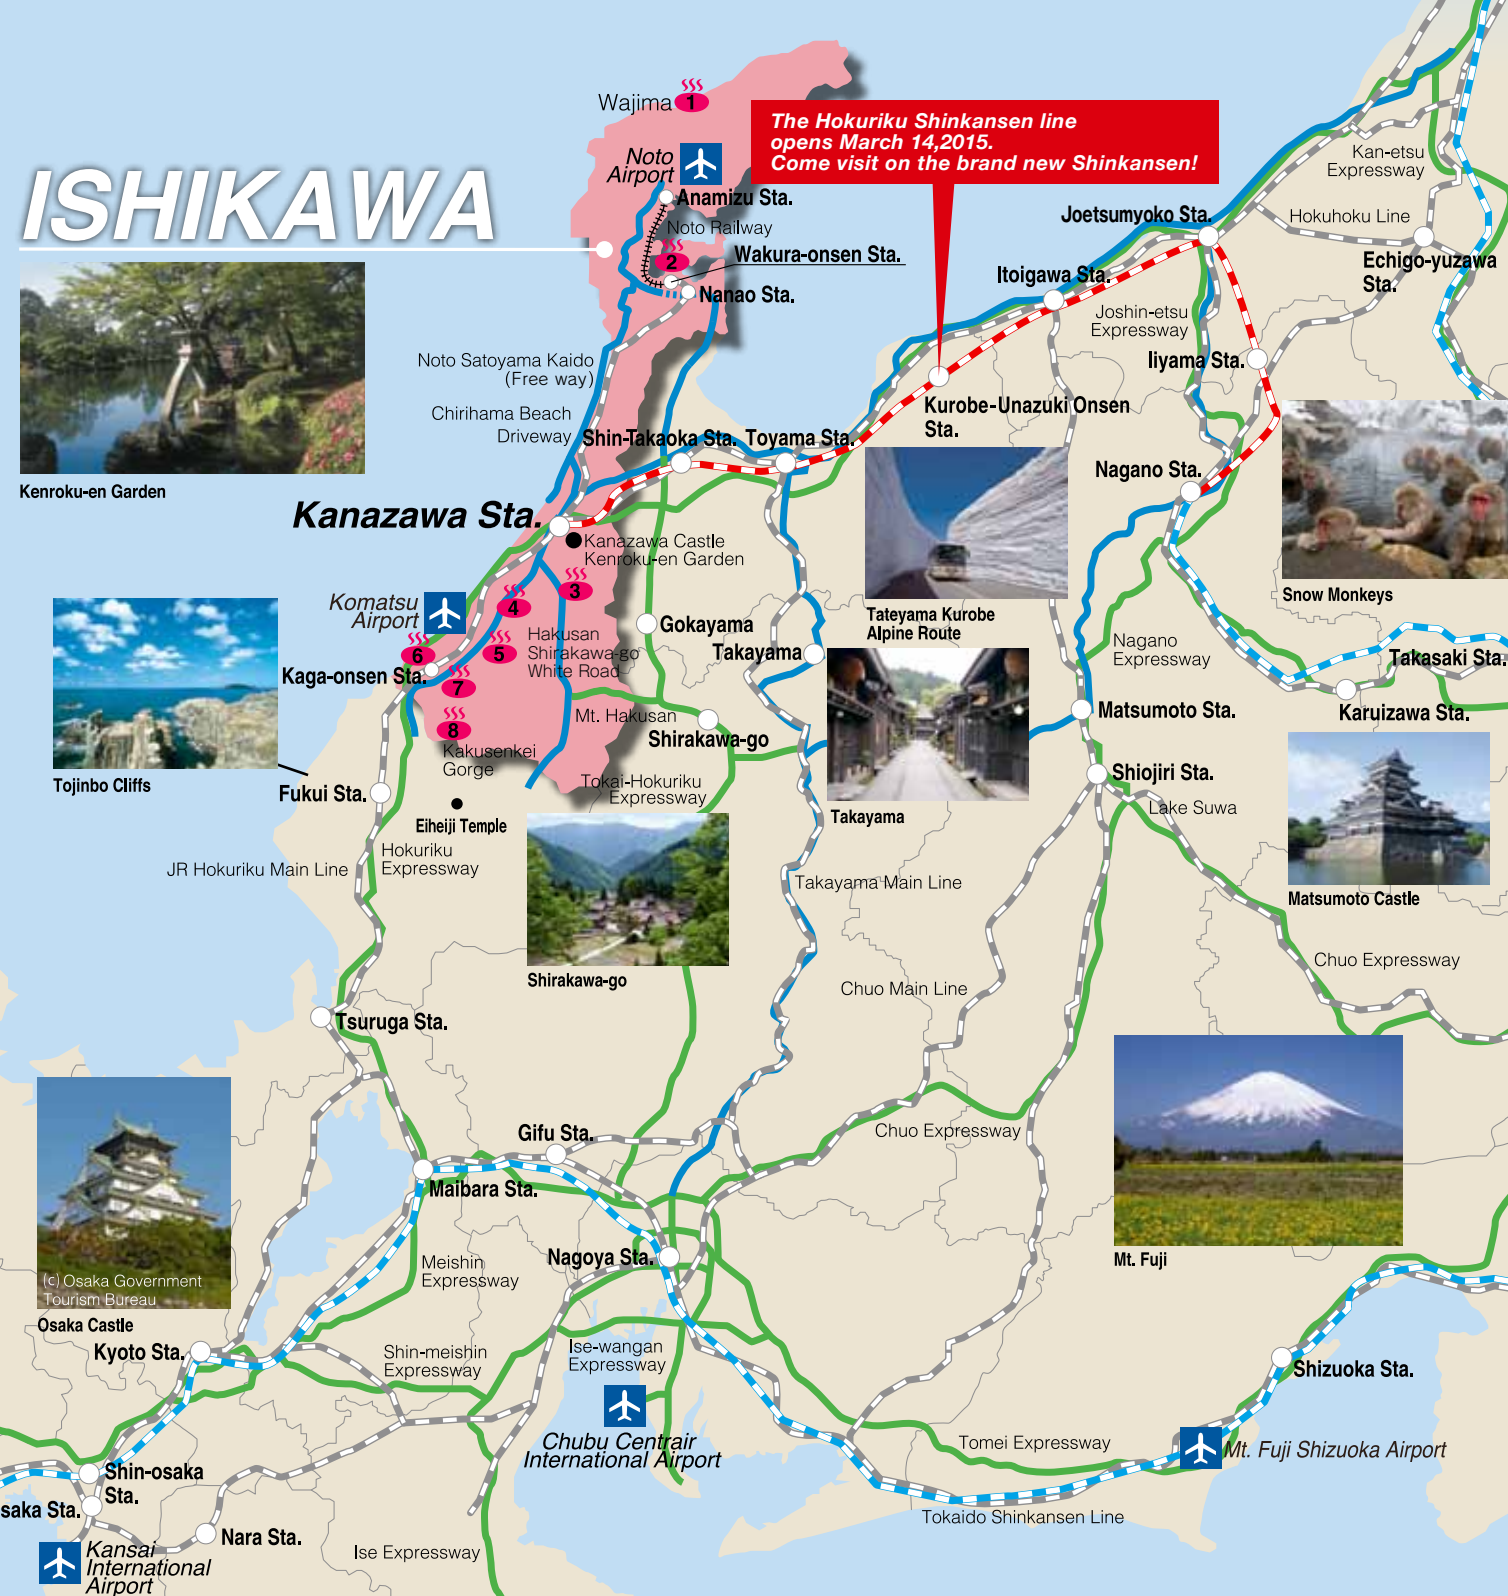 Wajima
1
The Hokuriku Shinkansen line
opens March 14,2015.
Come visit on the brand new Shinkansen!
Kan-etsu
Expressway
Noto
Airport
ISHIKAWA
Anamizu Sta.
Noto Railway
Joetsumyoko Sta.
Hokuhoku Line
2
Wakura-onsen Sta.
Echigo-yuzawa
Sta.
Itoigawa Sta.
Nanao Sta.
Joshin-etsu
Expressway
Noto Satoyama Kaido
(Free way)
Iiyama Sta.
Chirihama Beach
Driveway
Kurobe-Unazuki Onsen
Sta.
Shin-Takaoka Sta.
Toyama Sta.
Nagano Sta.
Kenroku-en Garden
Kanazawa Sta.
Kanazawa Castle
Kenroku-en Garden
3
4
Komatsu
Airport
Snow Monkeys
Tateyama Kurobe
Alpine Route
Gokayama
Hakusan
Shirakawa-go
White Road
5
6
Takayama
Nagano
Expressway
Takasaki Sta.
Kaga-onsen Sta.
7
Karuizawa Sta.
Matsumoto Sta.
Mt. Hakusan
8
Shirakawa-go
Kakusenkei
Gorge
Tojinbo Cliffs
Fukui Sta.
Tokai-Hokuriku
Expressway
Shiojiri Sta.
Lake Suwa
Eiheiji Temple
Takayama
Hokuriku
Expressway
JR Hokuriku Main Line
Takayama Main Line
Matsumoto Castle
Chuo Expressway
Shirakawa-go
Chuo Main Line
Tsuruga Sta.
Gifu Sta.
Chuo Expressway
Maibara Sta.
Nagoya Sta.
Mt. Fuji
Meishin
Expressway
(c) Osaka Government
Tourism Bureau
Osaka Castle
Kyoto Sta.
Shin-meishin
Expressway
Ise-wangan
Expressway
Shizuoka Sta.
Chubu Centrair
International Airport
Tomei Expressway
Mt. Fuji Shizuoka Airport
Shin-osaka
Sta.
saka Sta.
Tokaido Shinkansen Line
Nara Sta.
Ise Expressway
Kansai
International
Airport